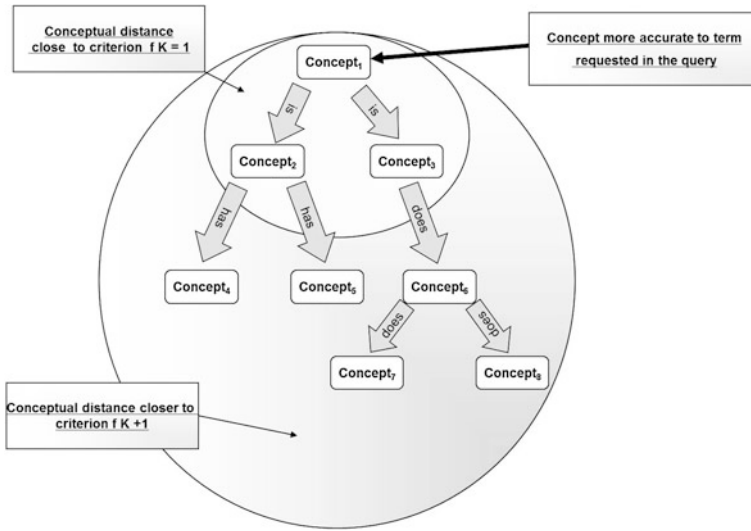 Conceptual distance
close to criterion f K = 1
Concept more accurate to term
requested in the query
Concept₁
is
is
Concept₂
Concept₃
has
has
does
Concept₄
Concept₅
Concept₆
does
does
Concept₇
Concept₈
Conceptual distance closer to
criterion f K +1